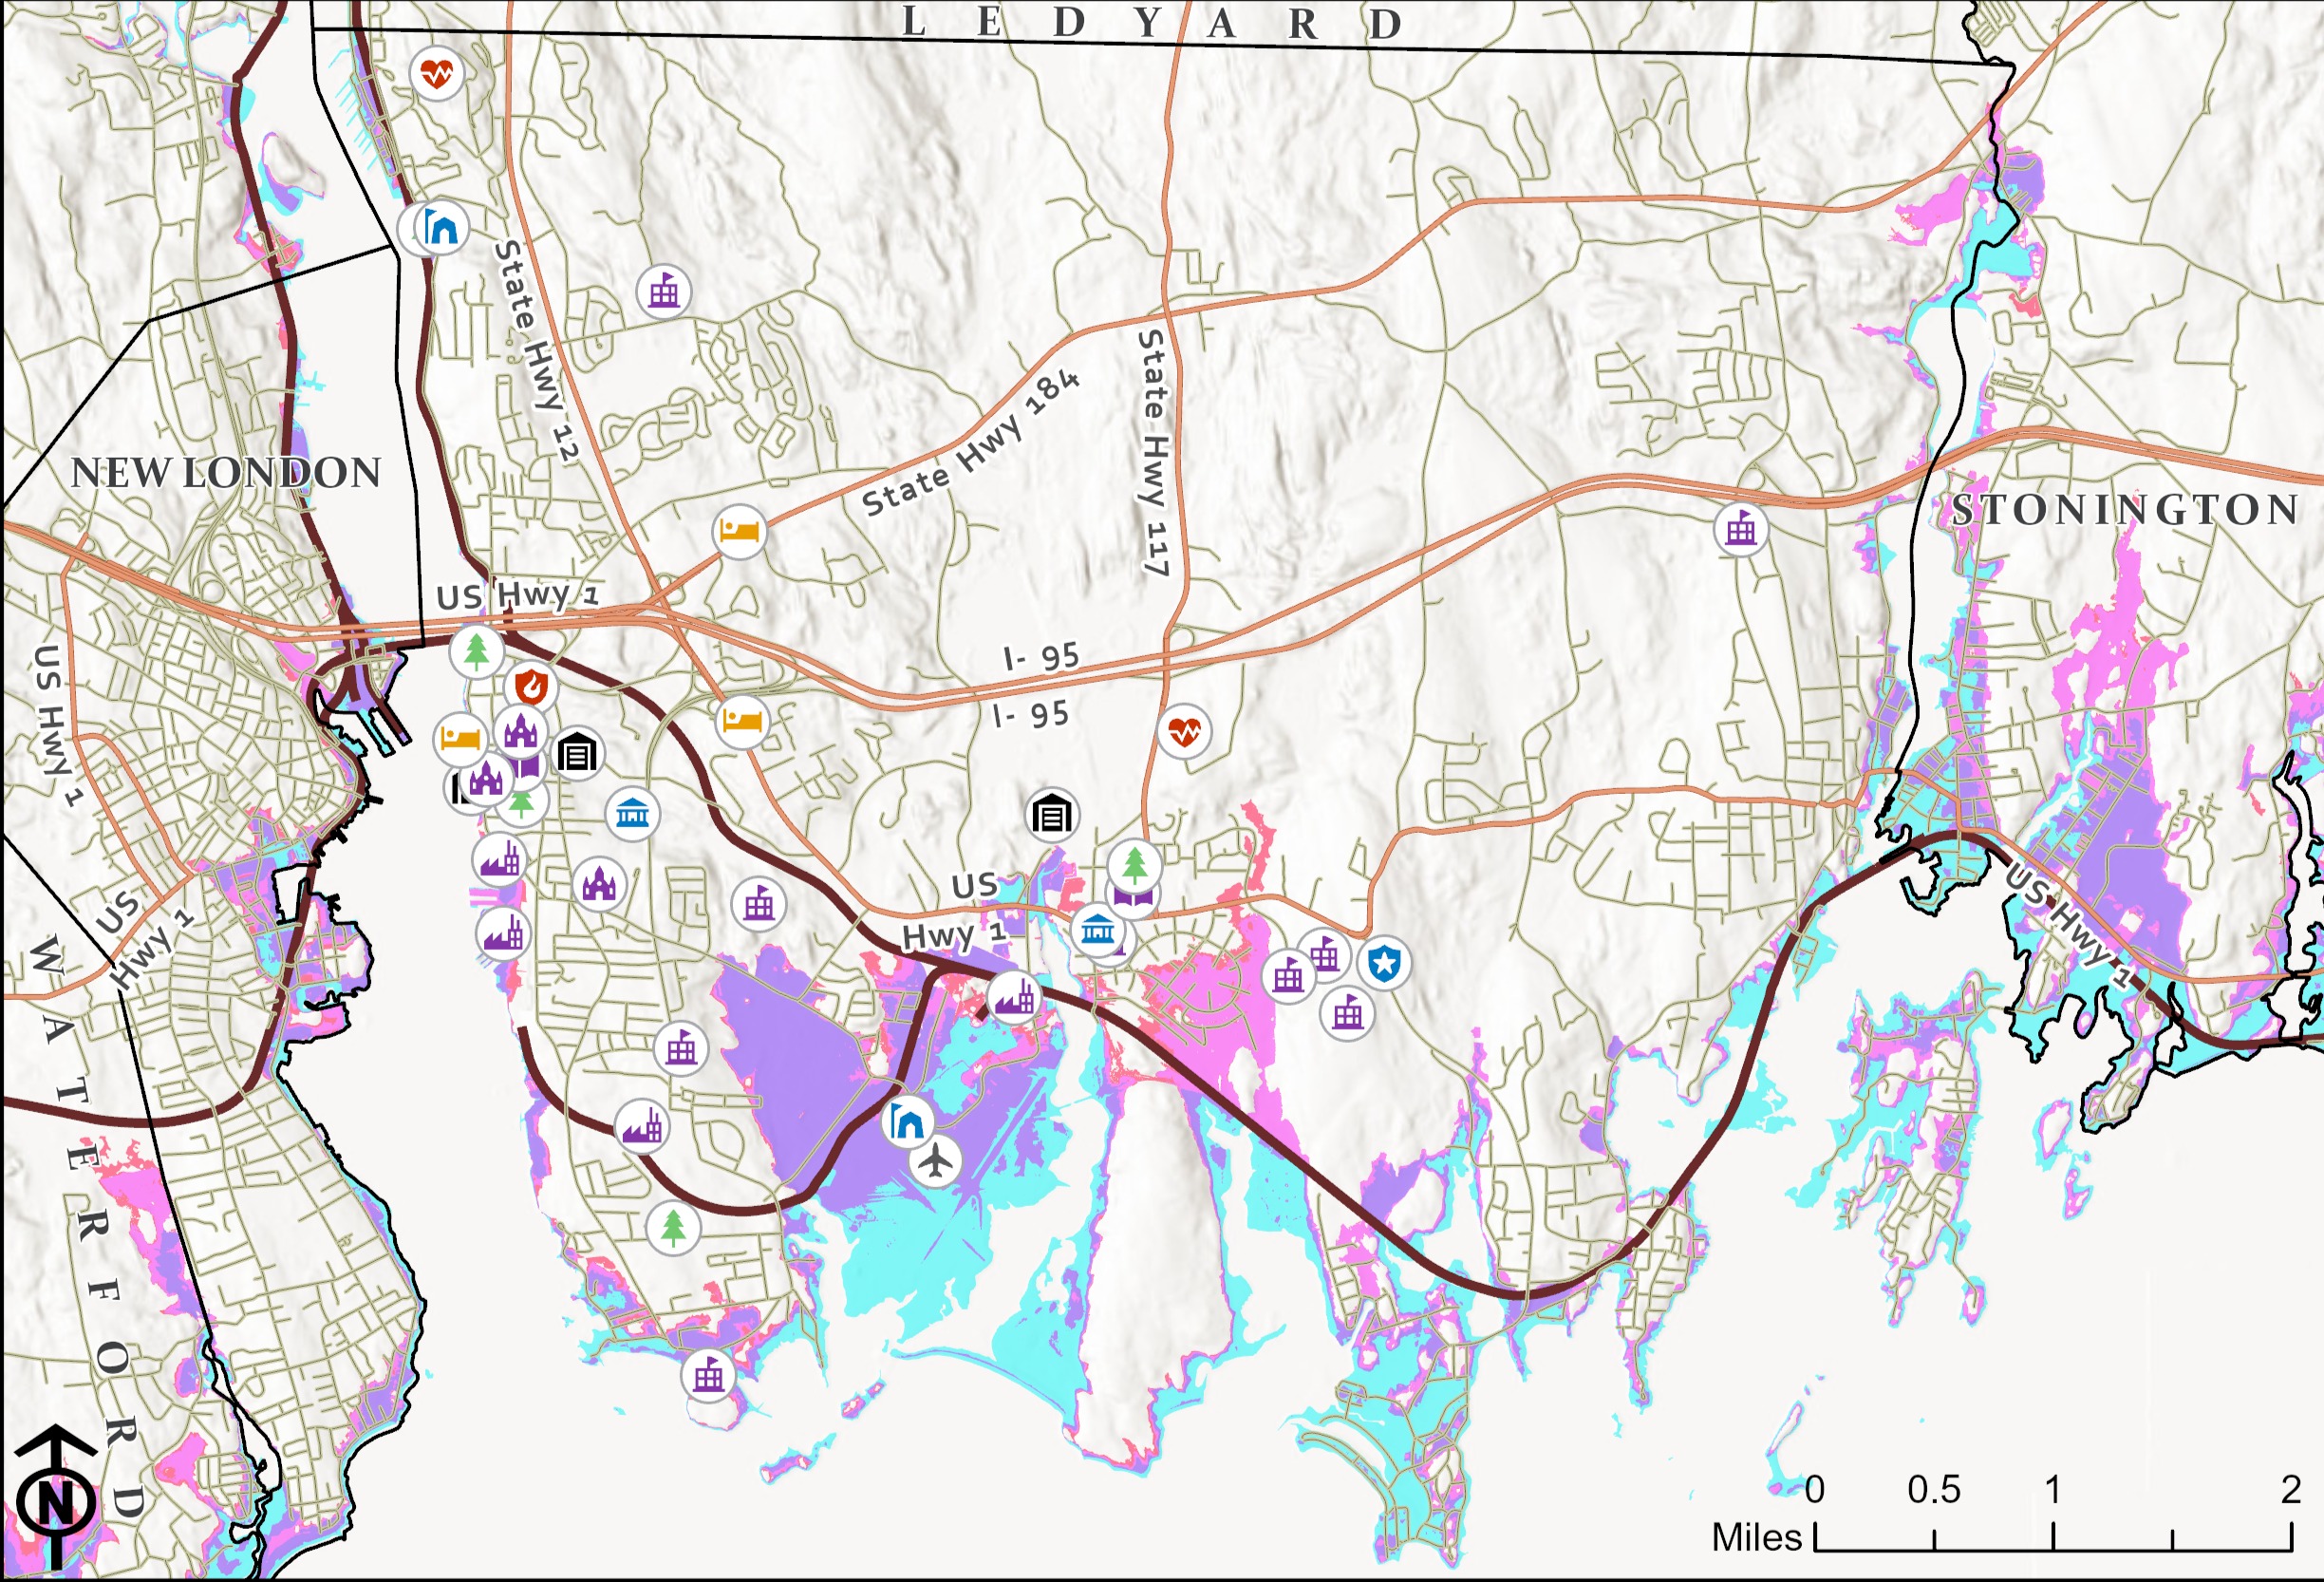 LEDYARD
State Hwy 12
State Hwy 184
State Hwy 117
NEW LONDON
STONINGTON
US Hwy 1
US Hwy 1
I- 95
I- 95
US
Hwy 1
US
Hwy 1
US Hwy 1
WATERFORD
N
0 0.5 1 2
Miles